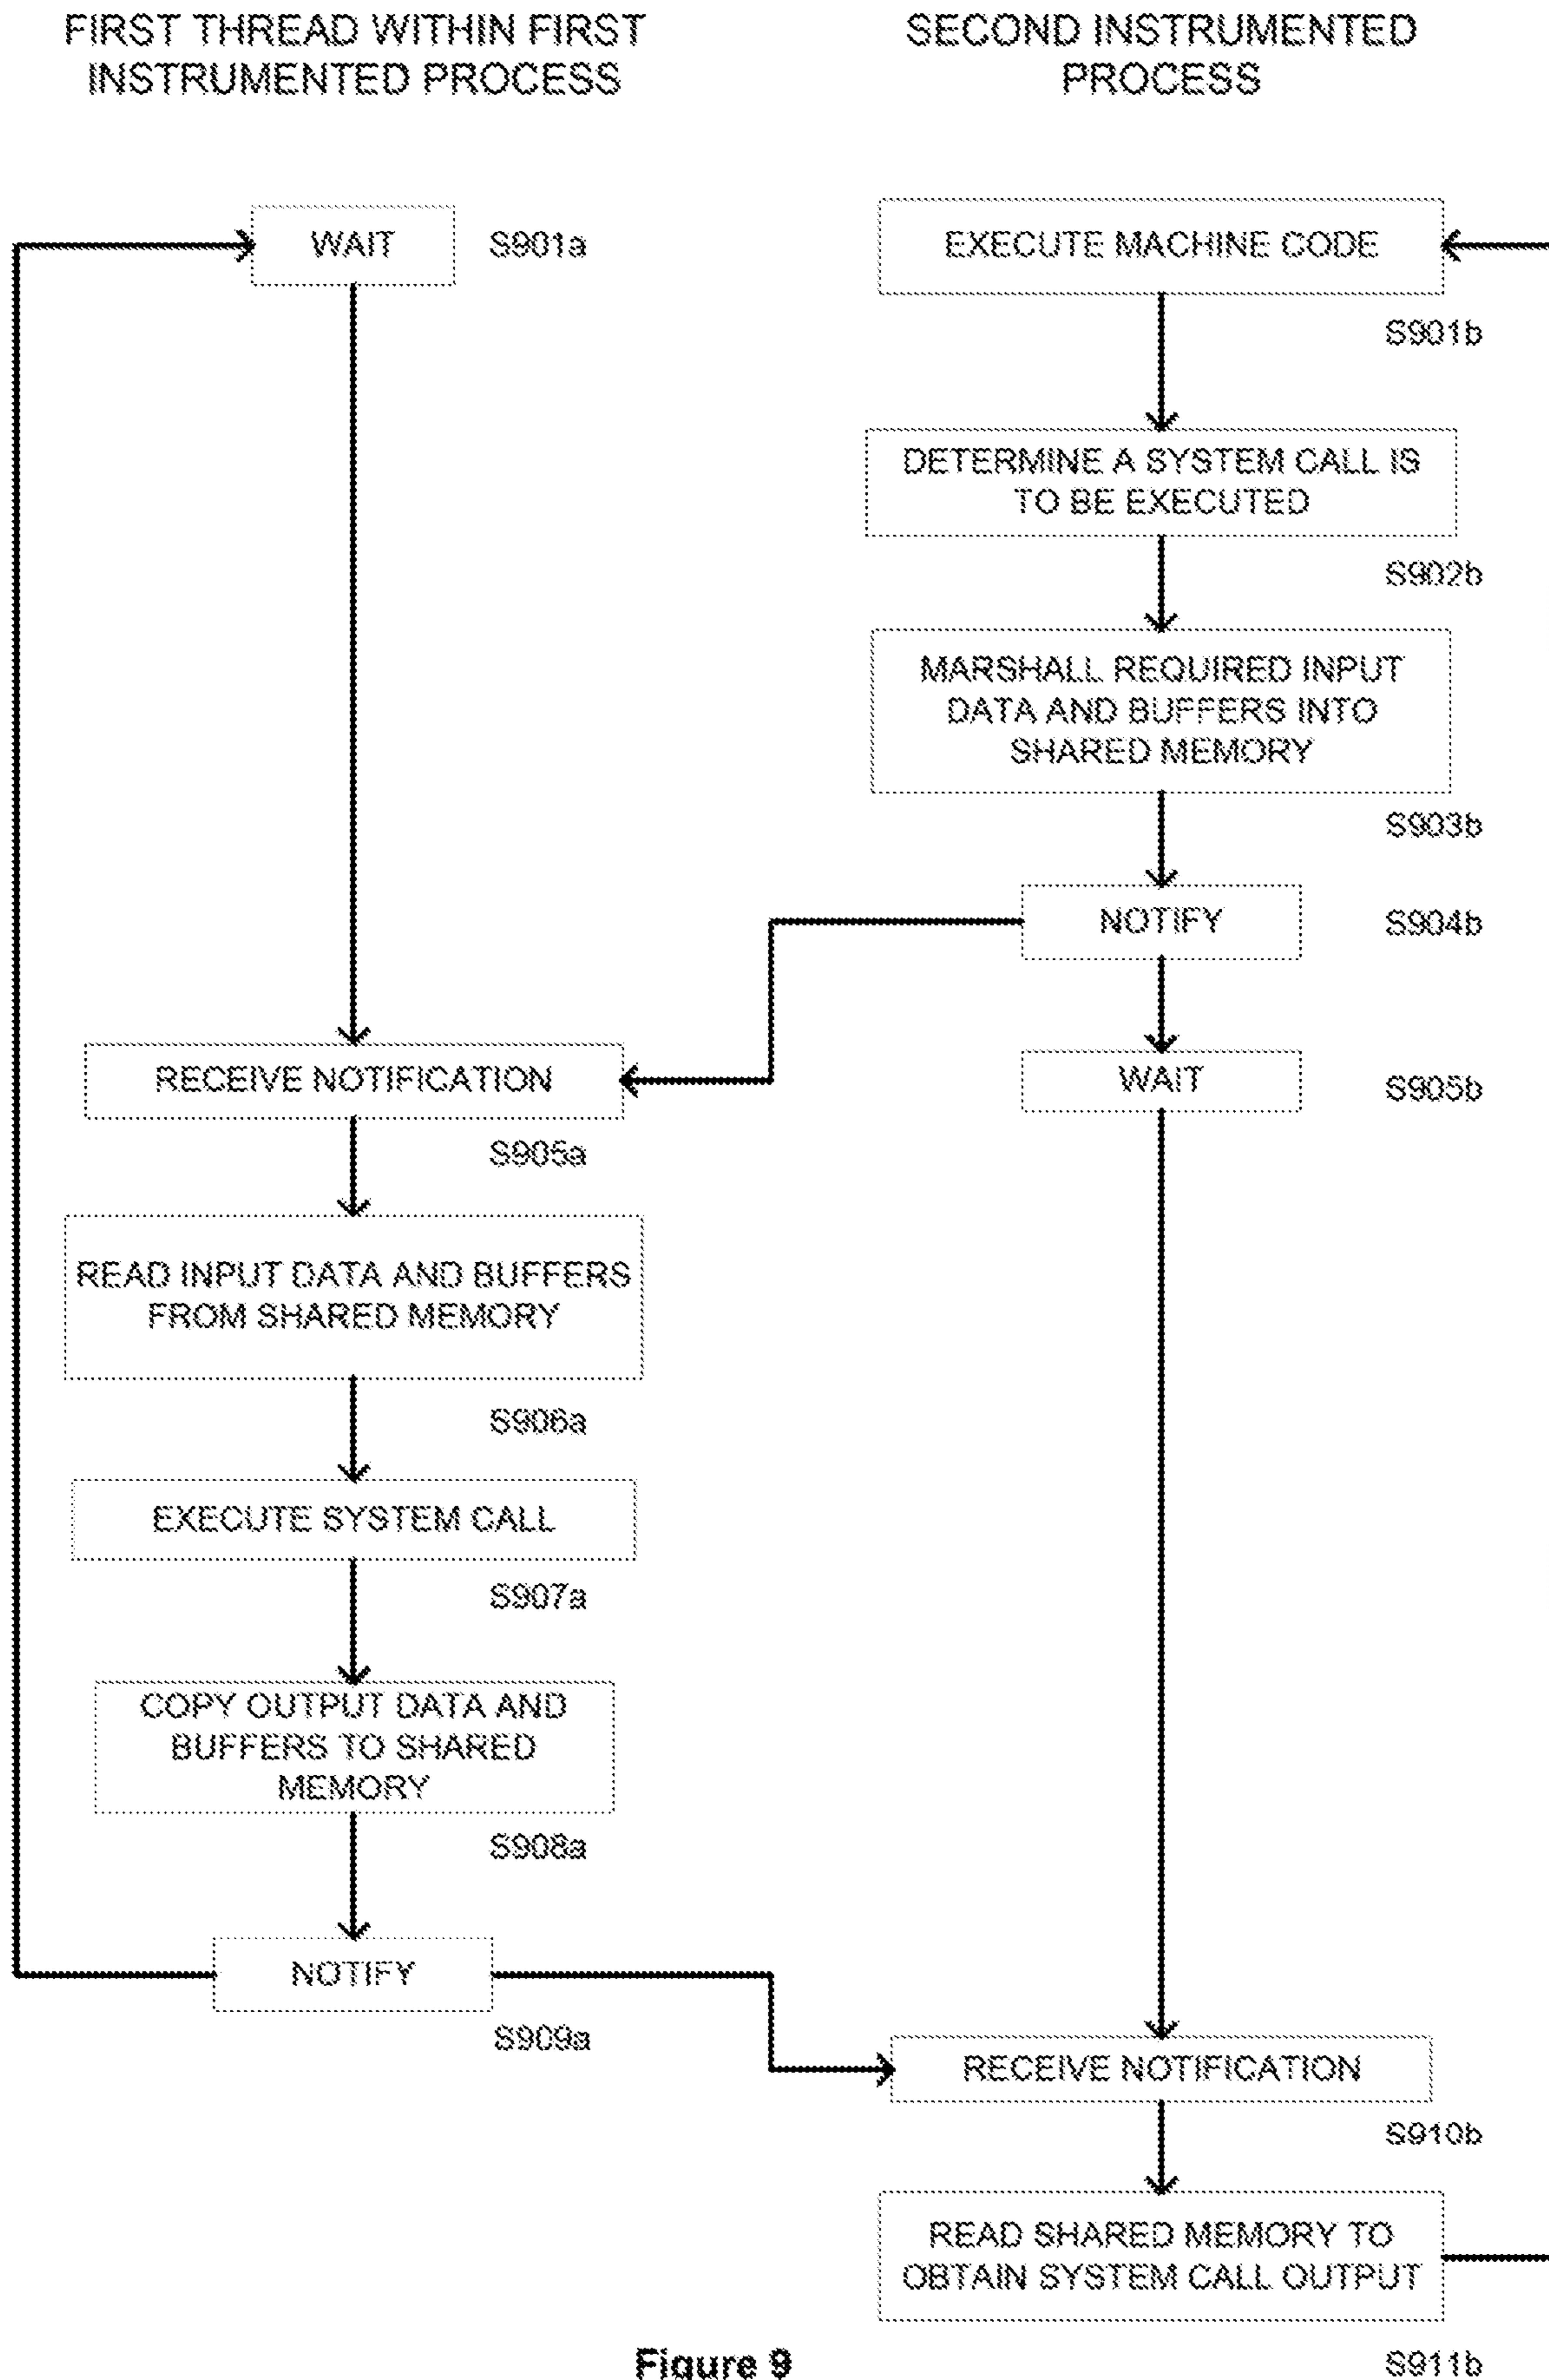 FIRST THREAD WITHIN FIRST
INSTRUMENTED PROCESS
SECOND INSTRUMENTED
PROCESS
WAIT
S901a
EXECUTE MACHINE CODE
S901b
DETERMINE A SYSTEM CALL IS
TO BE EXECUTED
S902b
MARSHALL REQUIRED INPUT
DATA AND BUFFERS INTO
SHARED MEMORY
S903b
NOTIFY
S904b
RECEIVE NOTIFICATION
WAIT
S905b
S905a
READ INPUT DATA AND BUFFERS
FROM SHARED MEMORY
S906a
EXECUTE SYSTEM CALL
S907a
COPY OUTPUT DATA AND
BUFFERS TO SHARED
MEMORY
S908a
NOTIFY
S909a
RECEIVE NOTIFICATION
S910b
READ SHARED MEMORY TO
OBTAIN SYSTEM CALL OUTPUT
S911b
Figure 9